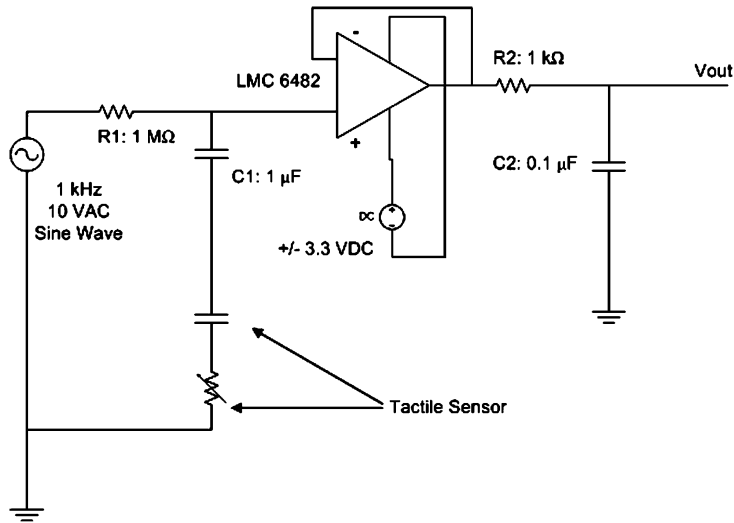 LMC 6482
-
+
R2: 1 kΩ
Vout
R1: 1 MΩ
C1: 1 μF
C2: 0.1 μF
1 kHz
10 VAC
Sine Wave
DC
+
-
+/- 3.3 VDC
Tactile Sensor